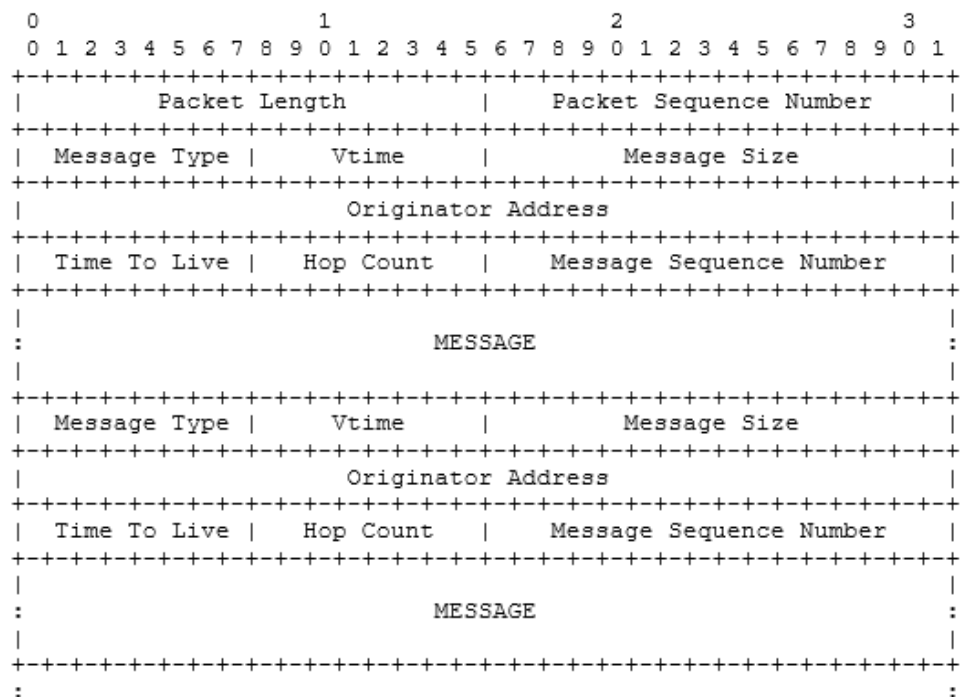 0                   1                   2                   3
0 1 2 3 4 5 6 7 8 9 0 1 2 3 4 5 6 7 8 9 0 1 2 3 4 5 6 7 8 9 0 1
+-+-+-+-+-+-+-+-+-+-+-+-+-+-+-+-+-+-+-+-+-+-+-+-+-+-+-+-+-+-+-+-+
|         Packet Length         |    Packet Sequence Number     |
+-+-+-+-+-+-+-+-+-+-+-+-+-+-+-+-+-+-+-+-+-+-+-+-+-+-+-+-+-+-+-+-+
|  Message Type |     Vtime     |         Message Size          |
+-+-+-+-+-+-+-+-+-+-+-+-+-+-+-+-+-+-+-+-+-+-+-+-+-+-+-+-+-+-+-+-+
|                      Originator Address                       |
+-+-+-+-+-+-+-+-+-+-+-+-+-+-+-+-+-+-+-+-+-+-+-+-+-+-+-+-+-+-+-+-+
|  Time To Live |   Hop Count   |    Message Sequence Number    |
+-+-+-+-+-+-+-+-+-+-+-+-+-+-+-+-+-+-+-+-+-+-+-+-+-+-+-+-+-+-+-+-+
|                                                               |
:                            MESSAGE                            :
|                                                               |
+-+-+-+-+-+-+-+-+-+-+-+-+-+-+-+-+-+-+-+-+-+-+-+-+-+-+-+-+-+-+-+-+
|  Message Type |     Vtime     |         Message Size          |
+-+-+-+-+-+-+-+-+-+-+-+-+-+-+-+-+-+-+-+-+-+-+-+-+-+-+-+-+-+-+-+-+
|                      Originator Address                       |
+-+-+-+-+-+-+-+-+-+-+-+-+-+-+-+-+-+-+-+-+-+-+-+-+-+-+-+-+-+-+-+-+
|  Time To Live |   Hop Count   |    Message Sequence Number    |
+-+-+-+-+-+-+-+-+-+-+-+-+-+-+-+-+-+-+-+-+-+-+-+-+-+-+-+-+-+-+-+-+
|                                                               |
:                            MESSAGE                            :
|                                                               |
+-+-+-+-+-+-+-+-+-+-+-+-+-+-+-+-+-+-+-+-+-+-+-+-+-+-+-+-+-+-+-+-+
:                                                               :